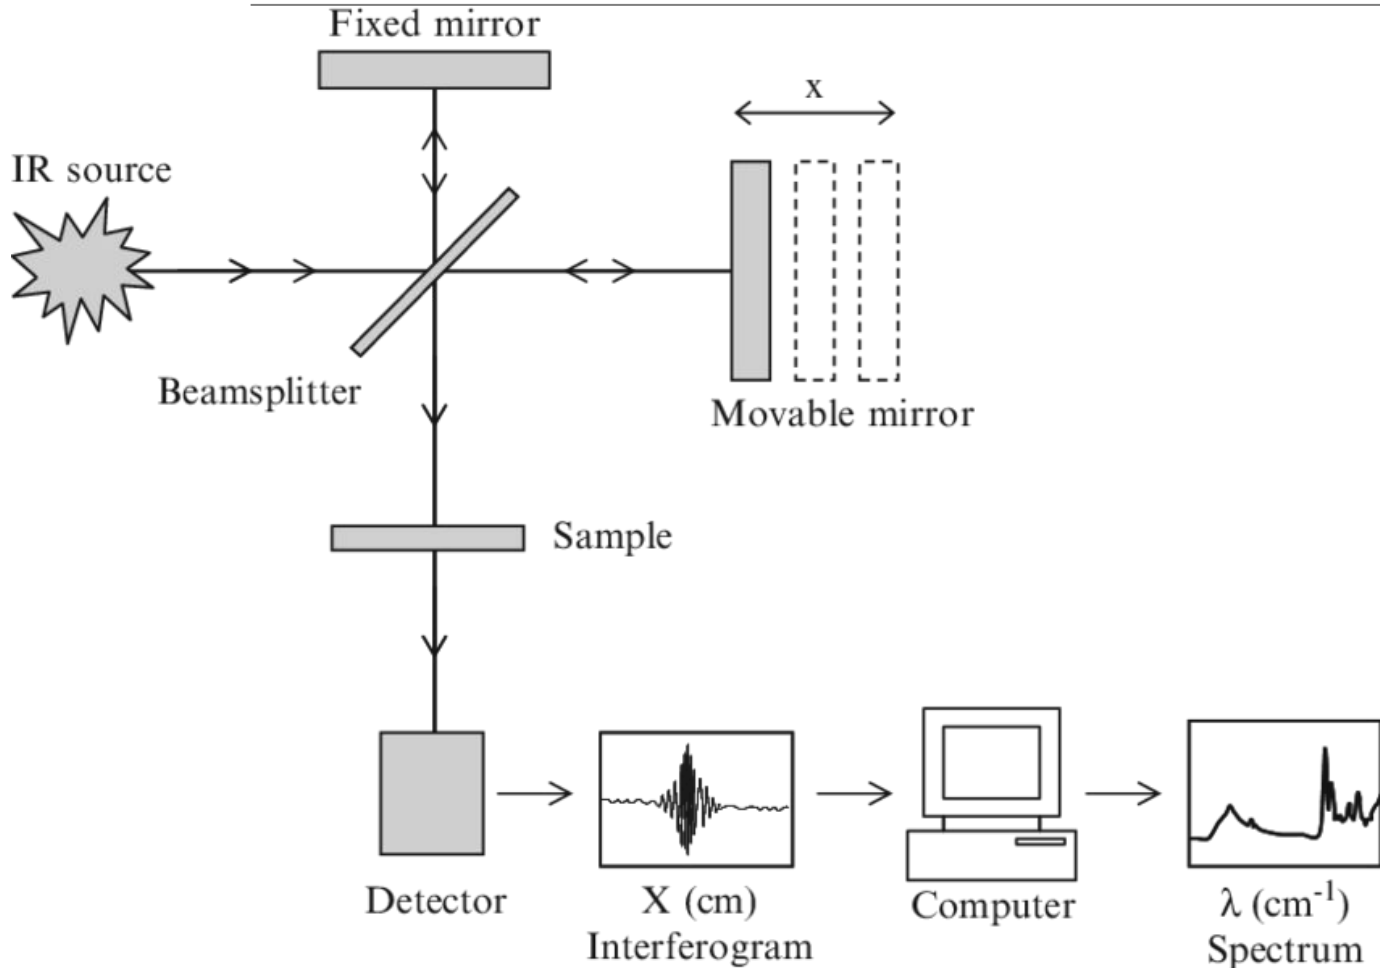 Fixed mirror
x
IR source
Beamsplitter
Movable mirror
Sample
Detector
X (cm)
Interferogram
Computer
λ (cm⁻¹)
Spectrum